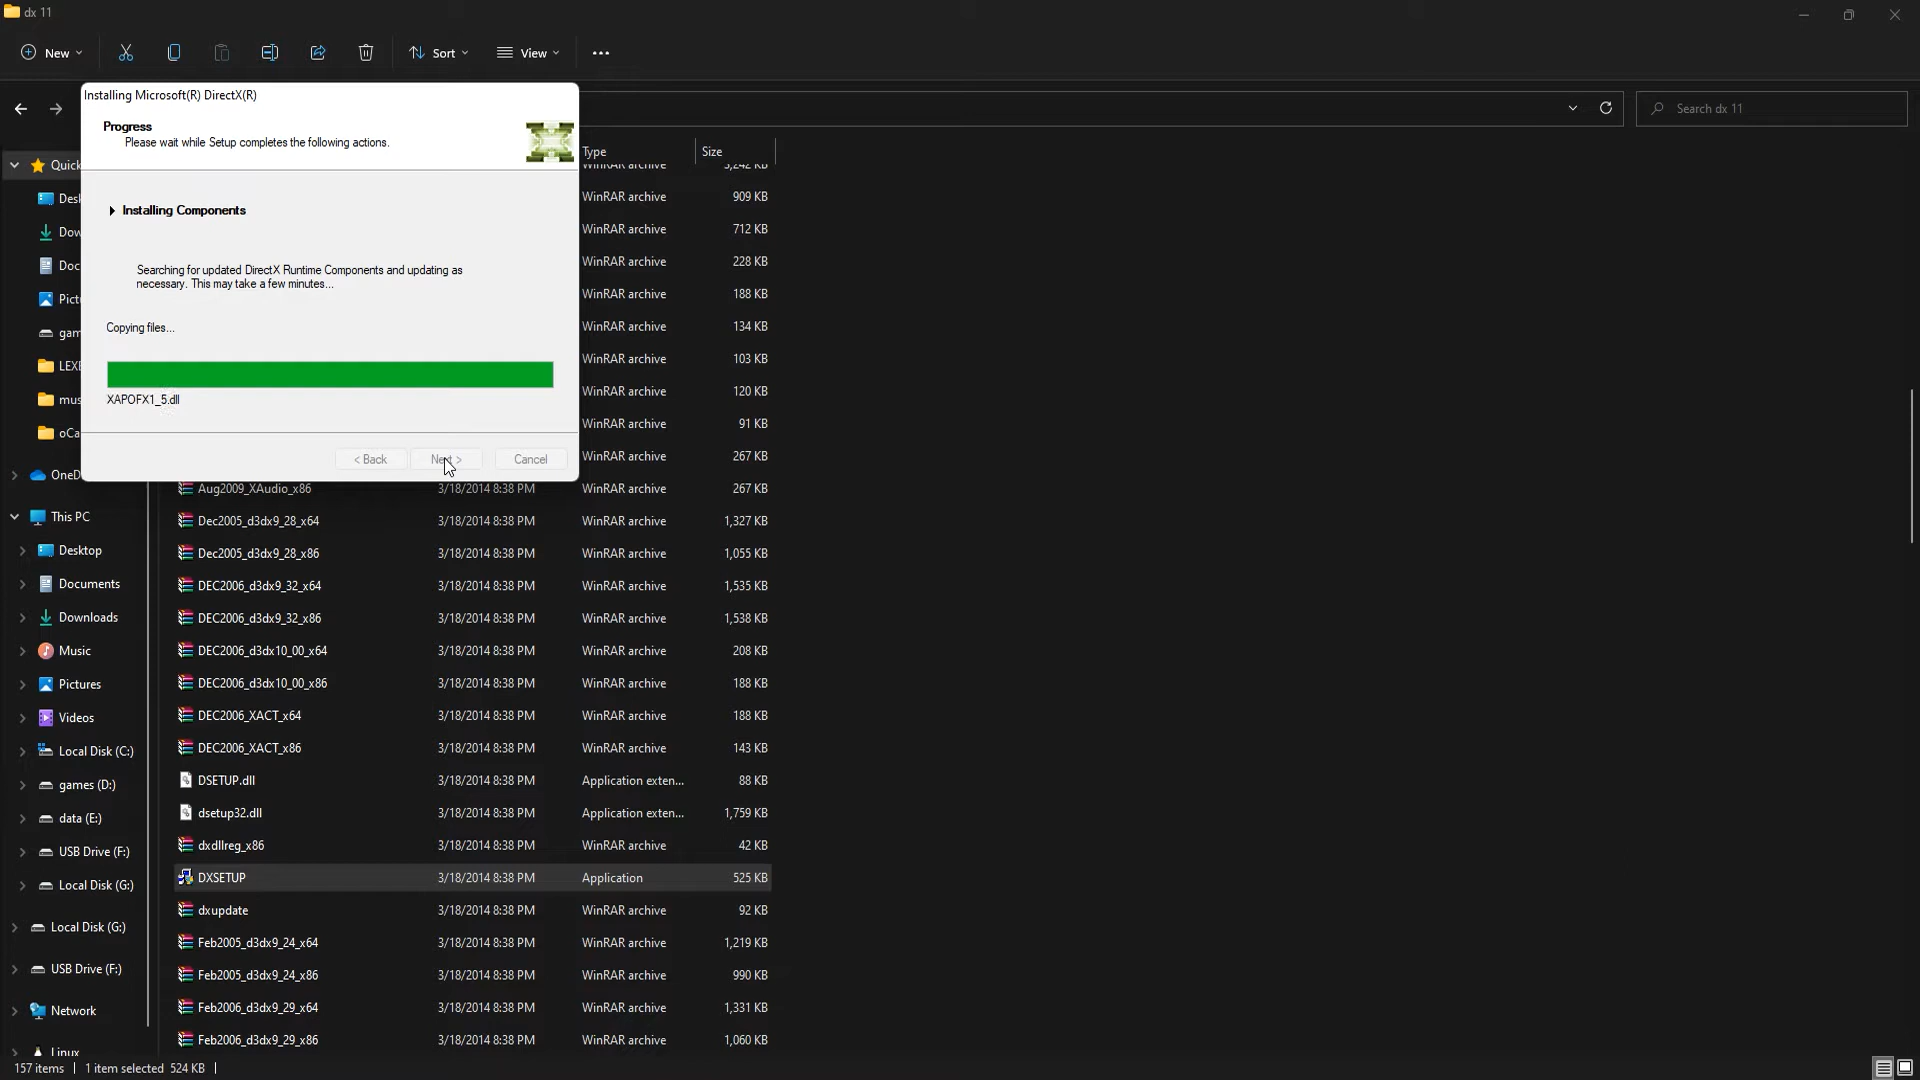 dx 11
New
Sort
View
Search dx 11
Installing Microsoft(R) DirectX(R)
Progress
Please wait while Setup completes the following actions.
Installing Components
Searching for updated DirectX Runtime Components and updating as
necessary. This may take a few minutes...
Copying files...
XAPOFX1_5.dll
< Back
Next >
Cancel
Quick
Desk
Dow
Doc
Pict
gam
mus
oCa
OneD
This PC
Desktop
Documents
Downloads
Music
Pictures
Videos
Local Disk (C:)
games (D:)
data (E:)
USB Drive (F:)
Local Disk (G:)
Local Disk (G:)
USB Drive (F:)
Network
Linux
Type Size
WinRAR archive 3,242 KB
WinRAR archive 909 KB
WinRAR archive 712 KB
WinRAR archive 228 KB
WinRAR archive 188 KB
WinRAR archive 134 KB
WinRAR archive 103 KB
WinRAR archive 120 KB
WinRAR archive 91 KB
WinRAR archive 267 KB
Aug2009_XAudio_x86 3/18/2014 8:38 PM WinRAR archive 267 KB
Dec2005_d3dx9_28_x64 3/18/2014 8:38 PM WinRAR archive 1,327 KB
Dec2005_d3dx9_28_x86 3/18/2014 8:38 PM WinRAR archive 1,055 KB
DEC2006_d3dx9_32_x64 3/18/2014 8:38 PM WinRAR archive 1,535 KB
DEC2006_d3dx9_32_x86 3/18/2014 8:38 PM WinRAR archive 1,538 KB
DEC2006_d3dx10_00_x64 3/18/2014 8:38 PM WinRAR archive 208 KB
DEC2006_d3dx10_00_x86 3/18/2014 8:38 PM WinRAR archive 188 KB
DEC2006_XACT_x64 3/18/2014 8:38 PM WinRAR archive 188 KB
DEC2006_XACT_x86 3/18/2014 8:38 PM WinRAR archive 143 KB
DSETUP.dll 3/18/2014 8:38 PM Application exten... 88 KB
dsetup32.dll 3/18/2014 8:38 PM Application exten... 1,759 KB
dxdllreg_x86 3/18/2014 8:38 PM WinRAR archive 42 KB
DXSETUP 3/18/2014 8:38 PM Application 525 KB
dxupdate 3/18/2014 8:38 PM WinRAR archive 92 KB
Feb2005_d3dx9_24_x64 3/18/2014 8:38 PM WinRAR archive 1,219 KB
Feb2005_d3dx9_24_x86 3/18/2014 8:38 PM WinRAR archive 990 KB
Feb2006_d3dx9_29_x64 3/18/2014 8:38 PM WinRAR archive 1,331 KB
Feb2006_d3dx9_29_x86 3/18/2014 8:38 PM WinRAR archive 1,060 KB
157 items 1 item selected 524 KB